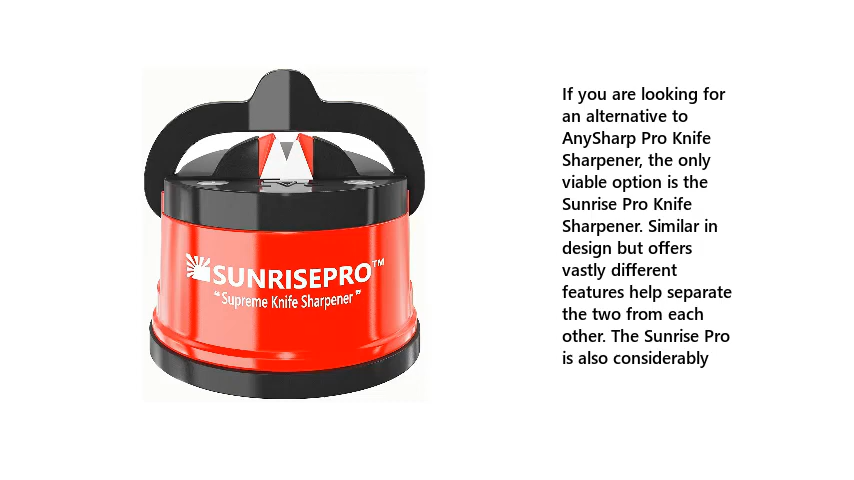 SUNRISEPRO™
"Supreme Knife Sharpener"
If you are looking for
an alternative to
AnySharp Pro Knife
Sharpener, the only
viable option is the
Sunrise Pro Knife
Sharpener. Similar in
design but offers
vastly different
features help separate
the two from each
other. The Sunrise Pro
is also considerably